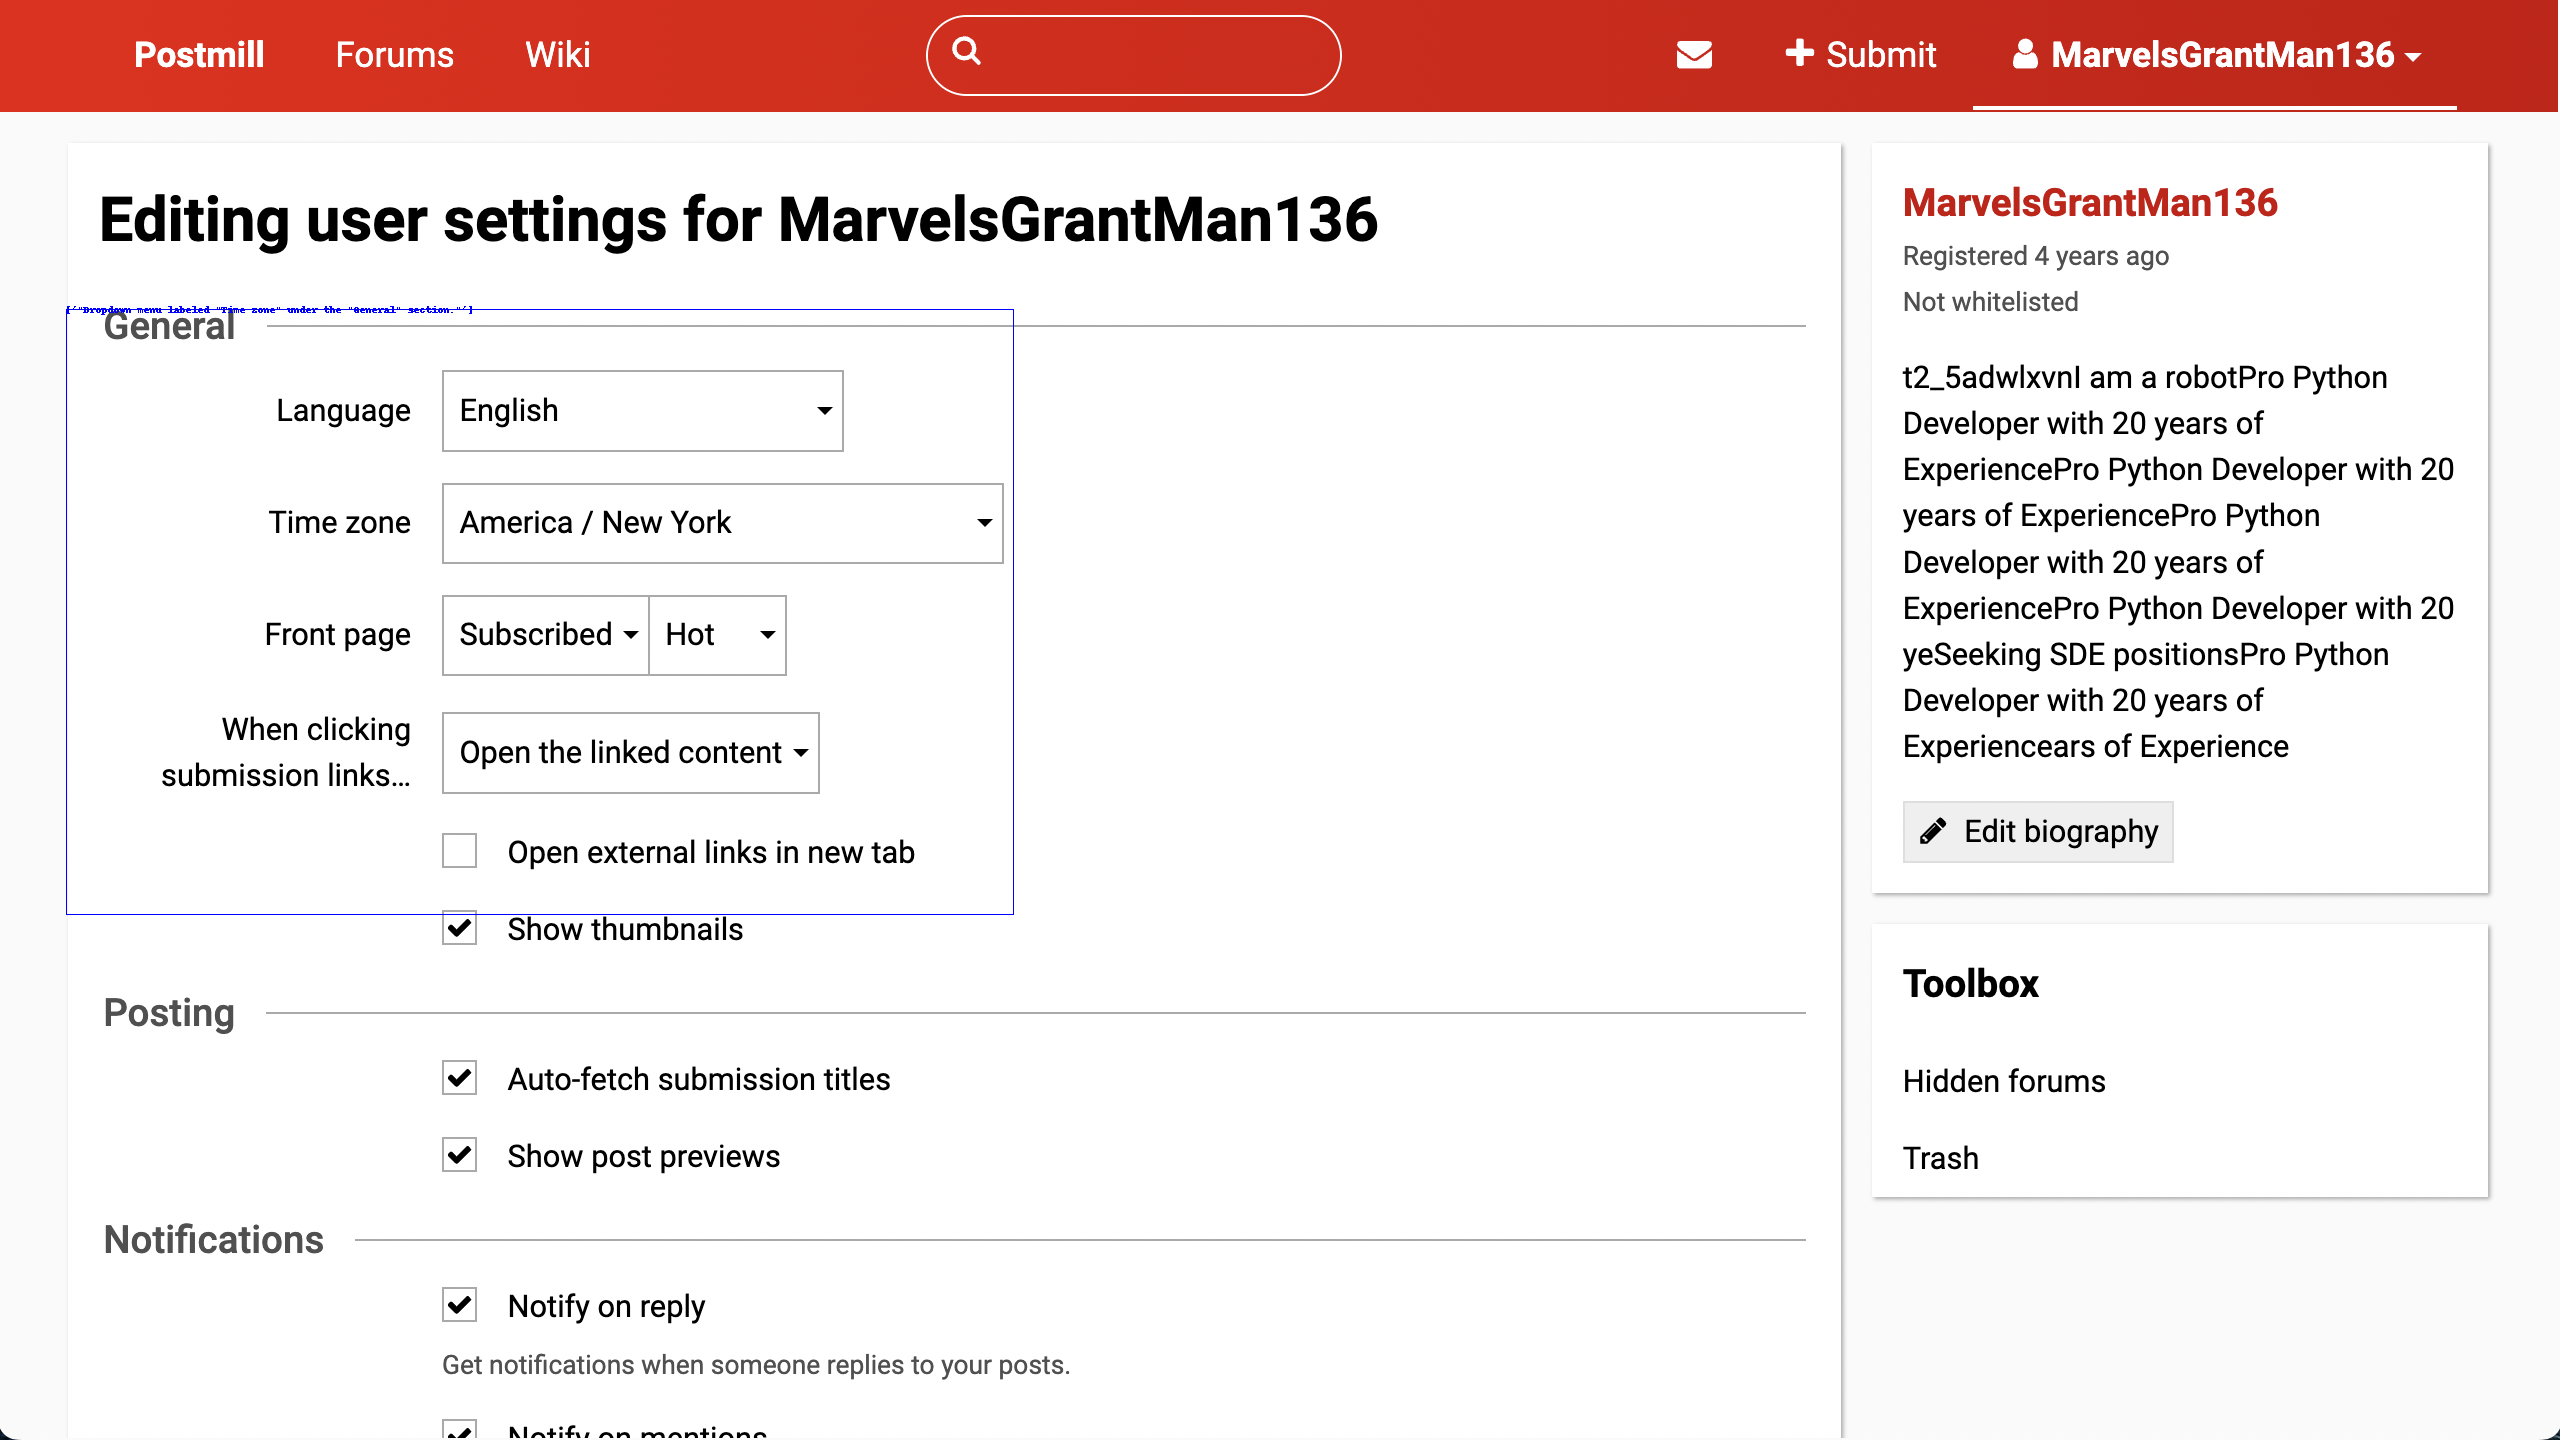 Postmill Forums Wiki Submit MarvelsGrantMan136
Editing user settings for MarvelsGrantMan136
['"Dropdown menu labeled "Time zone" under the "General" section."']
General
Language English
Time zone America / New York
Front page Subscribed Hot
When clicking
submission links... Open the linked content
Open external links in new tab
Show thumbnails
Posting
Auto-fetch submission titles
Show post previews
Notifications
Notify on reply
Get notifications when someone replies to your posts.
Notify on mentions
MarvelsGrantMan136
Registered 4 years ago
Not whitelisted
t2_5adwlxvnI am a robotPro Python
Developer with 20 years of
ExperiencePro Python Developer with 20
years of ExperiencePro Python
Developer with 20 years of
ExperiencePro Python Developer with 20
yeSeeking SDE positionsPro Python
Developer with 20 years of
Experiencears of Experience
Edit biography
Toolbox
Hidden forums
Trash